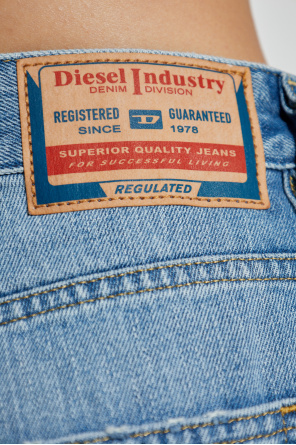 Diesel Industry
DENIM DIVISION
REGISTERED D GUARANTEED
SINCE 1978
SUPERIOR QUALITY JEANS
FOR SUCCESSFUL LIVING
REGULATED